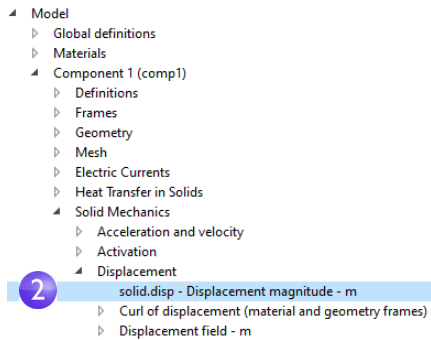 Model
Global definitions
Materials
Component 1 (comp1)
Definitions
Frames
Geometry
Mesh
Electric Currents
Heat Transfer in Solids
Solid Mechanics
Acceleration and velocity
Activation
Displacement
2 solid.disp - Displacement magnitude - m
Curl of displacement (material and geometry frames)
Displacement field - m